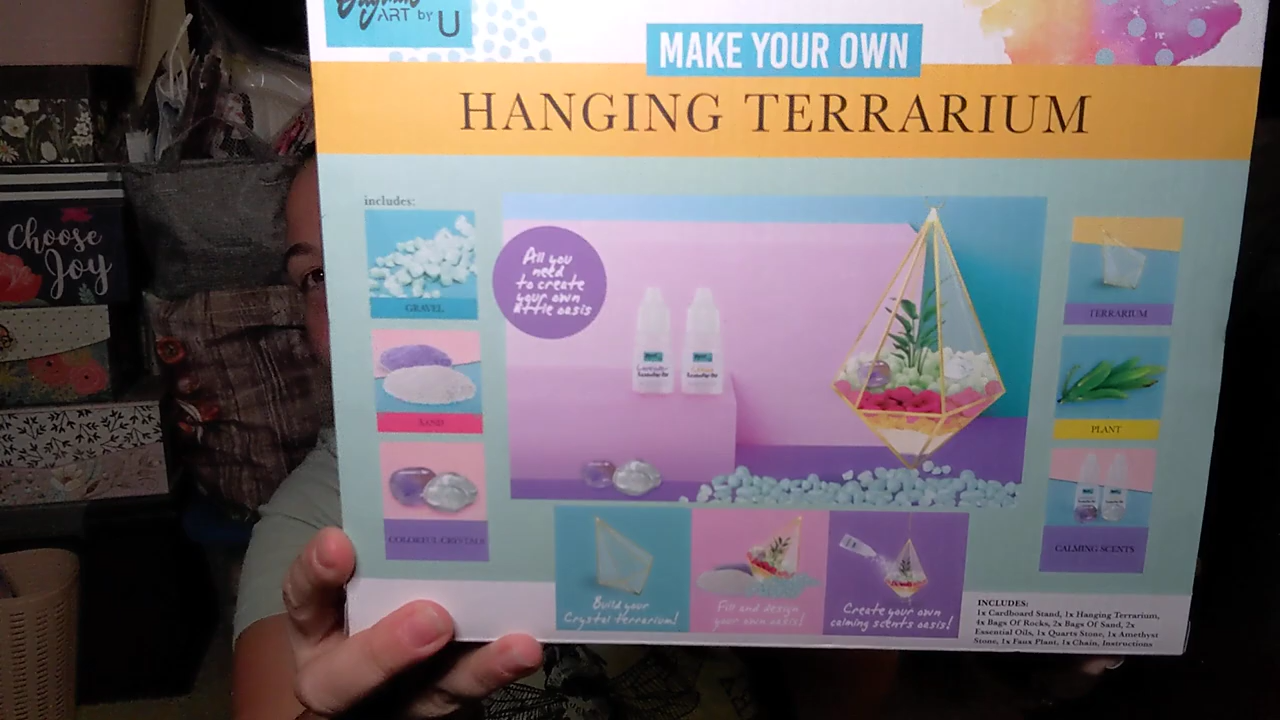 Original
ART by U
MAKE YOUR OWN
HANGING TERRARIUM
includes:
GRAVEL
SAND
COLORFUL CRYSTALS
All you
need
to create
your own
little oasis
TERRARIUM
PLANT
CALMING SCENTS
Build your
Crystal terrarium!
Fill and design
your own oasis!
Create your own
calming scents oasis!
INCLUDES:
1x Cardboard Stand, 1x Hanging Terrarium,
4x Bags Of Rocks, 2x Bags Of Sand, 2x
Essential Oils, 1x Quarts Stone, 1x Amethyst
Stone, 1x Faux Plant, 1x Chain, Instructions
Choose
Joy